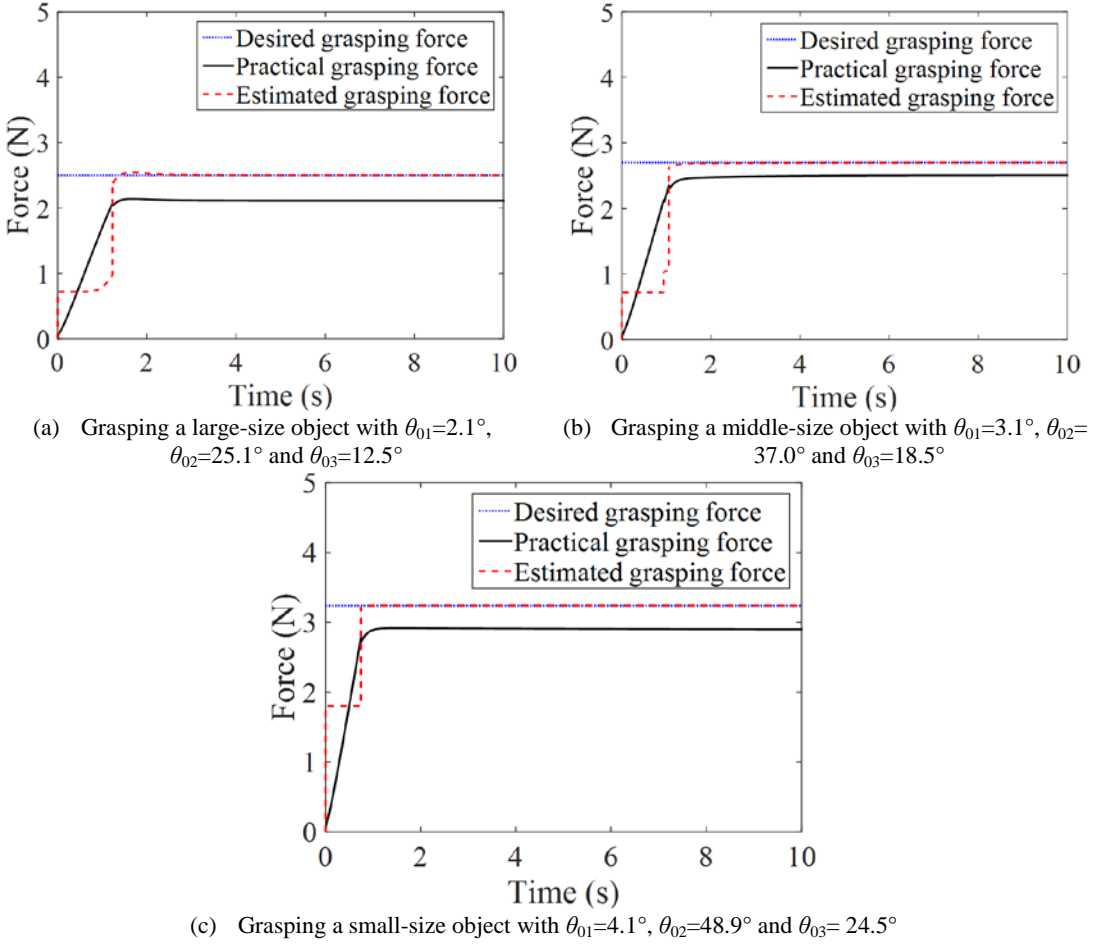 5
4
3
2
1
0
Force (N)
Desired grasping force
Practical grasping force
Estimated grasping force
0 2 4 6 8 10
Time (s)
(a) Grasping a large-size object with θ01=2.1°,
θ02=25.1° and θ03=12.5°
5
4
3
2
1
0
Force (N)
Desired grasping force
Practical grasping force
Estimated grasping force
0 2 4 6 8 10
Time (s)
(b) Grasping a middle-size object with θ01=3.1°, θ02=
37.0° and θ03=18.5°
5
4
3
2
1
0
Force (N)
Desired grasping force
Practical grasping force
Estimated grasping force
0 2 4 6 8 10
Time (s)
(c) Grasping a small-size object with θ01=4.1°, θ02=48.9° and θ03= 24.5°